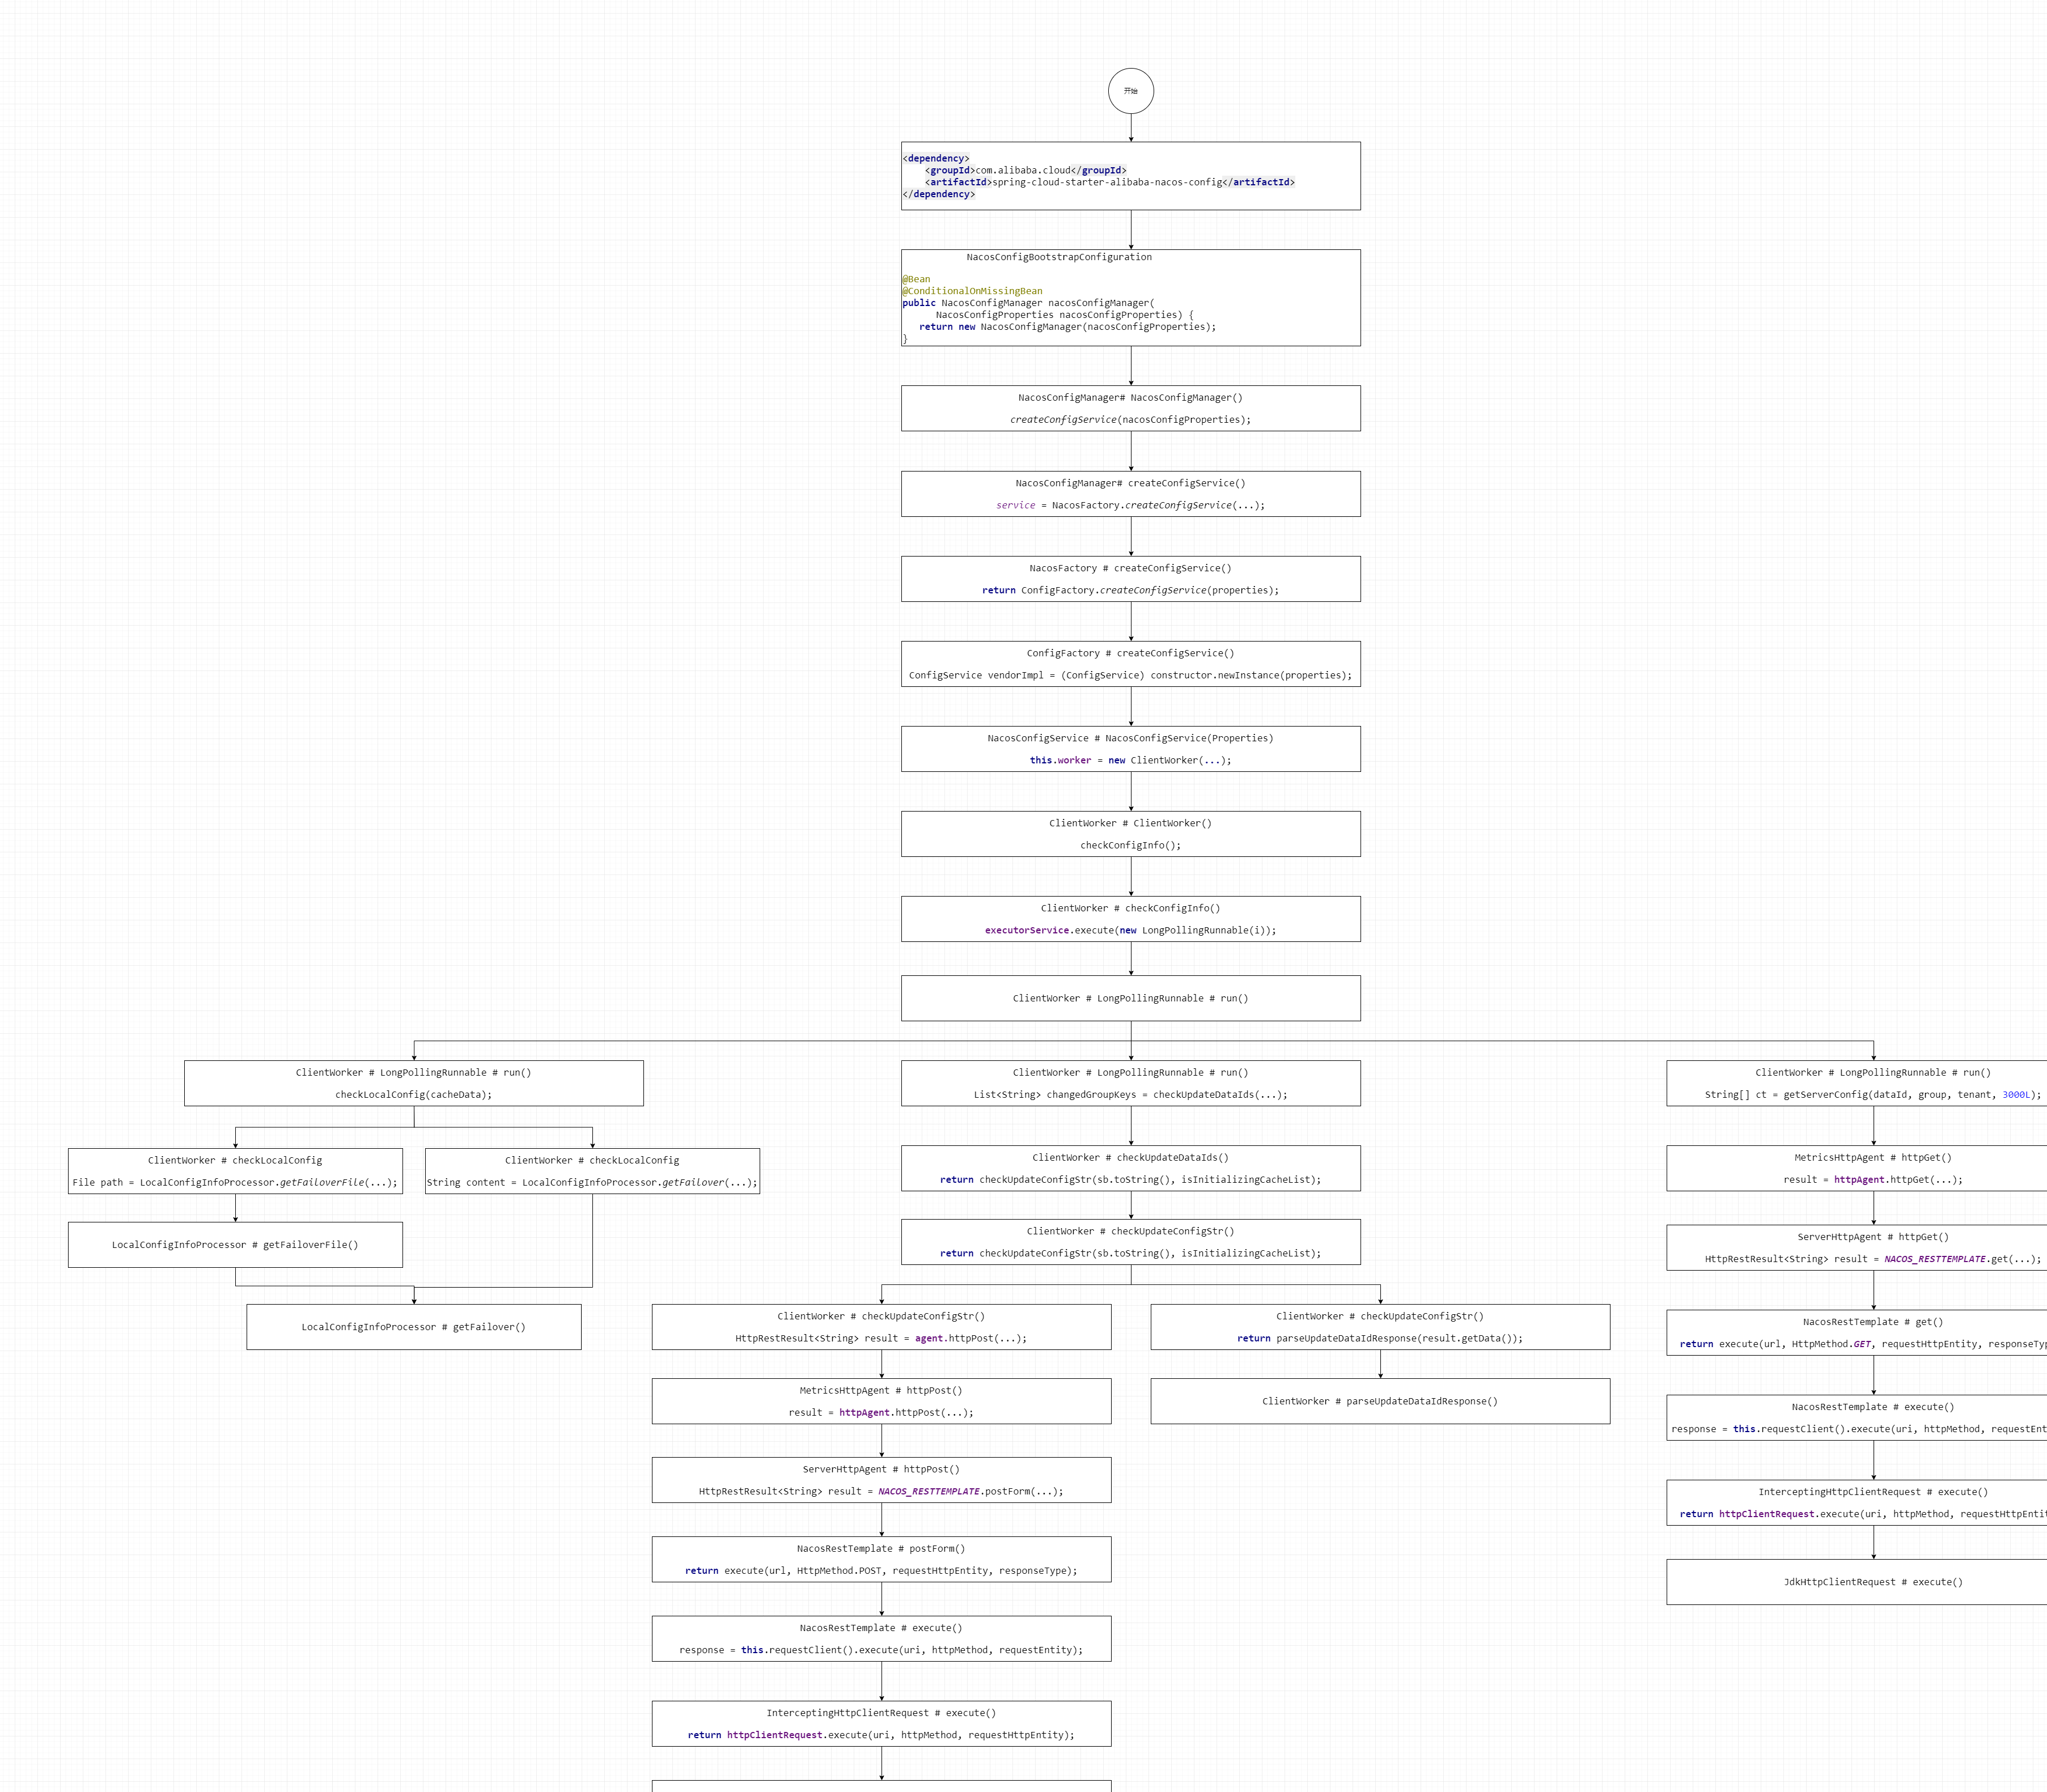 开始
<dependency>
<groupId>com.alibaba.cloud</groupId>
<artifactId>spring-cloud-starter-alibaba-nacos-config</artifactId>
</dependency>
NacosConfigBootstrapConfiguration
@Bean
@ConditionalOnMissingBean
public NacosConfigManager nacosConfigManager(
NacosConfigProperties nacosConfigProperties) {
return new NacosConfigManager(nacosConfigProperties);
}
NacosConfigManager# NacosConfigManager()
createConfigService(nacosConfigProperties);
NacosConfigManager# createConfigService()
service = NacosFactory.createConfigService(...);
NacosFactory # createConfigService()
return ConfigFactory.createConfigService(properties);
ConfigFactory # createConfigService()
ConfigService vendorImpl = (ConfigService) constructor.newInstance(properties);
NacosConfigService # NacosConfigService(Properties)
this.worker = new ClientWorker(...);
ClientWorker # ClientWorker()
checkConfigInfo();
ClientWorker # checkConfigInfo()
executorService.execute(new LongPollingRunnable(i));
ClientWorker # LongPollingRunnable # run()
ClientWorker # LongPollingRunnable # run()
checkLocalConfig(cacheData);
ClientWorker # checkLocalConfig
File path = LocalConfigInfoProcessor.getFailoverFile(...);
ClientWorker # checkLocalConfig
String content = LocalConfigInfoProcessor.getFailover(...);
LocalConfigInfoProcessor # getFailoverFile()
LocalConfigInfoProcessor # getFailover()
ClientWorker # LongPollingRunnable # run()
List<String> changedGroupKeys = checkUpdateDataIds(...);
ClientWorker # checkUpdateDataIds()
return checkUpdateConfigStr(sb.toString(), isInitializingCacheList);
ClientWorker # checkUpdateConfigStr()
return checkUpdateConfigStr(sb.toString(), isInitializingCacheList);
ClientWorker # checkUpdateConfigStr()
HttpRestResult<String> result = agent.httpPost(...);
MetricsHttpAgent # httpPost()
result = httpAgent.httpPost(...);
ServerHttpAgent # httpPost()
HttpRestResult<String> result = NACOS_RESTTEMPLATE.postForm(...);
NacosRestTemplate # postForm()
return execute(url, HttpMethod.POST, requestHttpEntity, responseType);
NacosRestTemplate # execute()
response = this.requestClient().execute(uri, httpMethod, requestEntity);
InterceptingHttpClientRequest # execute()
return httpClientRequest.execute(uri, httpMethod, requestHttpEntity);
ClientWorker # checkUpdateConfigStr()
return parseUpdateDataIdResponse(result.getData());
ClientWorker # parseUpdateDataIdResponse()
ClientWorker # LongPollingRunnable # run()
String[] ct = getServerConfig(dataId, group, tenant, 3000L);
MetricsHttpAgent # httpGet()
result = httpAgent.httpGet(...);
ServerHttpAgent # httpGet()
HttpRestResult<String> result = NACOS_RESTTEMPLATE.get(...);
NacosRestTemplate # get()
return execute(url, HttpMethod.GET, requestHttpEntity,
NacosRestTemplate # execute()
response = this.requestClient().execute(uri, httpMethod,
InterceptingHttpClientRequest # execute()
return httpClientRequest.execute(uri, httpMethod,
JdkHttpClientRequest # execute()